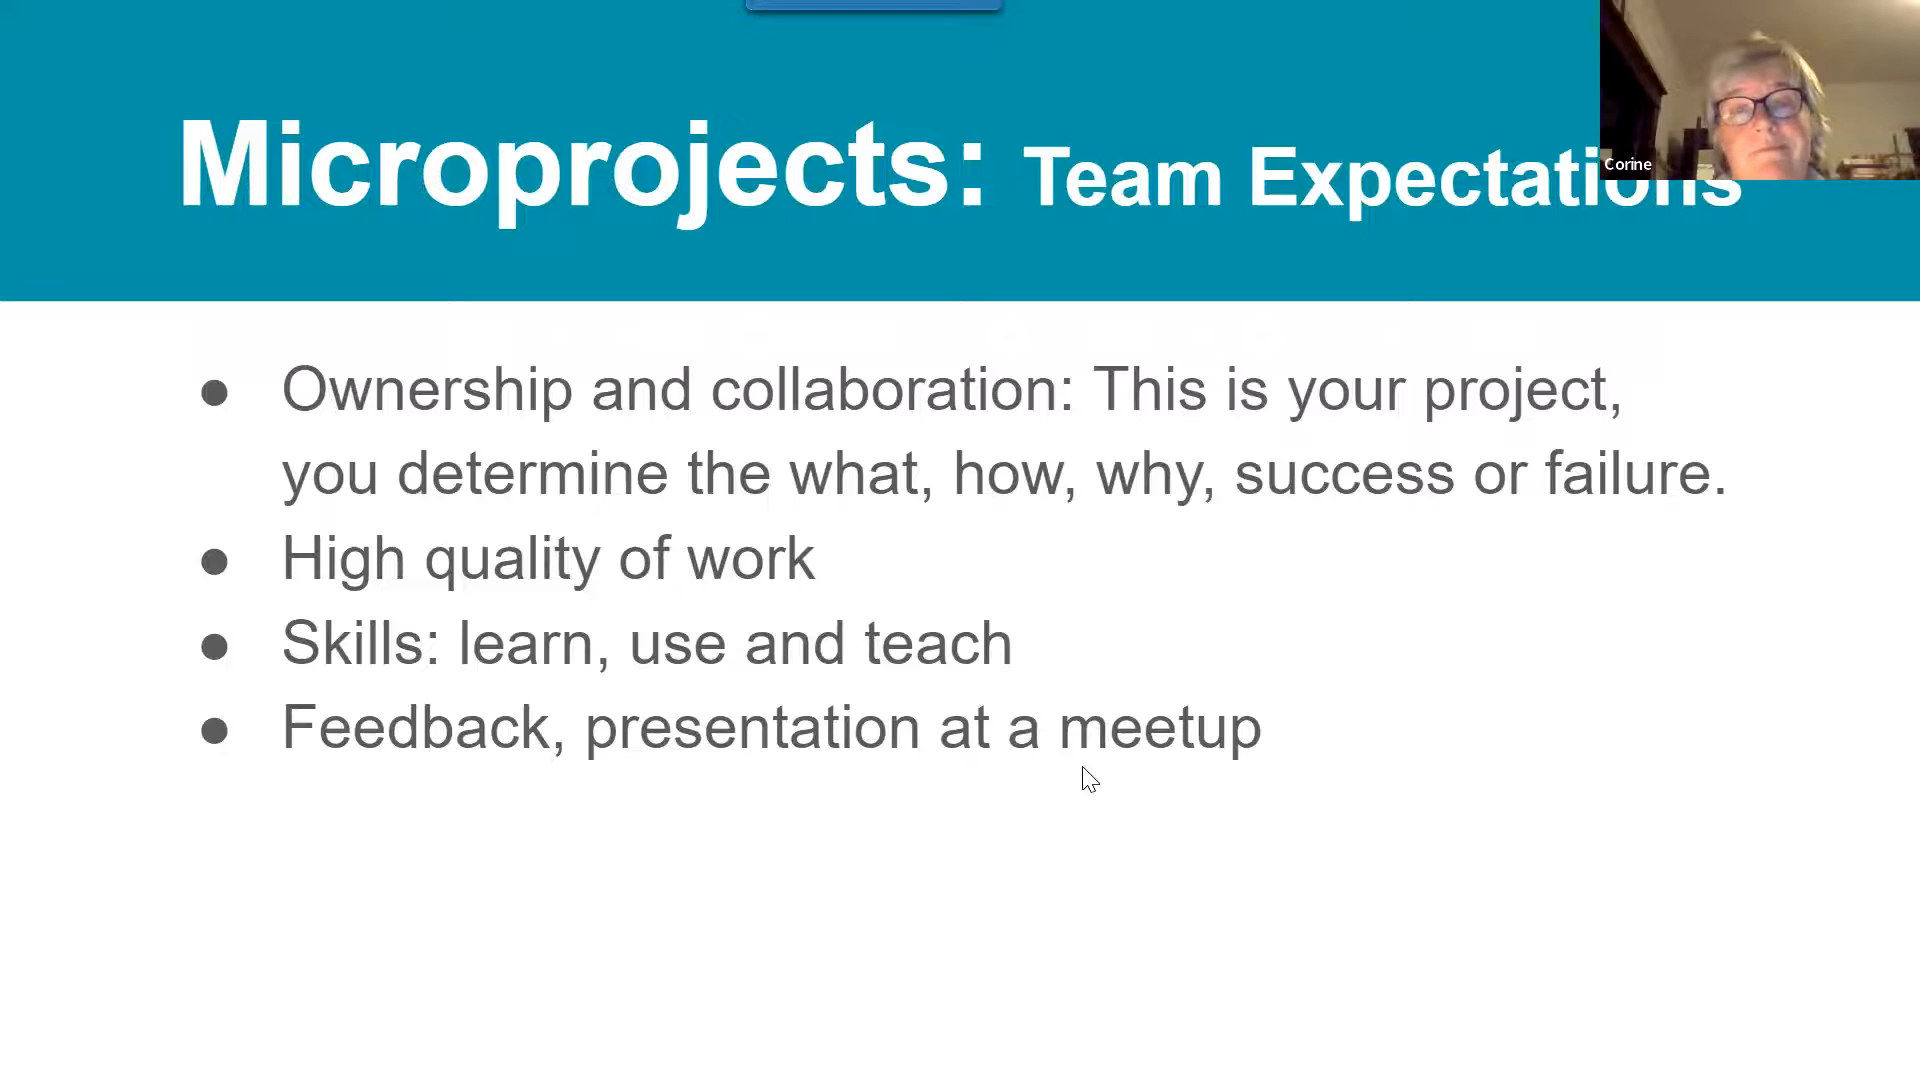 Microprojects: Team Expectations
Corine
● Ownership and collaboration: This is your project,
you determine the what, how, why, success or failure.
● High quality of work
● Skills: learn, use and teach
● Feedback, presentation at a meetup